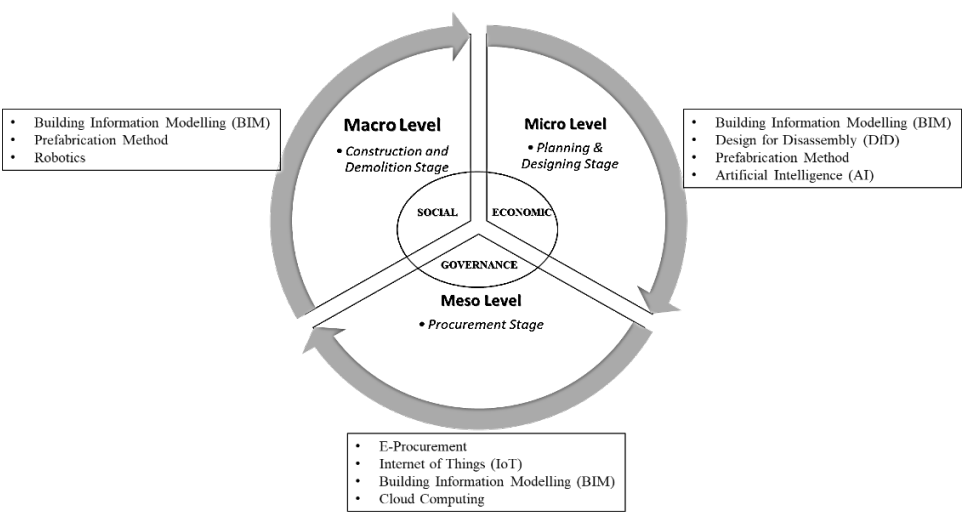 Macro Level
• Construction and
Demolition Stage
Micro Level
• Planning &
Designing Stage
SOCIAL
ECONOMIC
GOVERNANCE
Meso Level
• Procurement Stage
• Building Information Modelling (BIM)
• Prefabrication Method
• Robotics
• Building Information Modelling (BIM)
• Design for Disassembly (DfD)
• Prefabrication Method
• Artificial Intelligence (AI)
• E-Procurement
• Internet of Things (IoT)
• Building Information Modelling (BIM)
• Cloud Computing